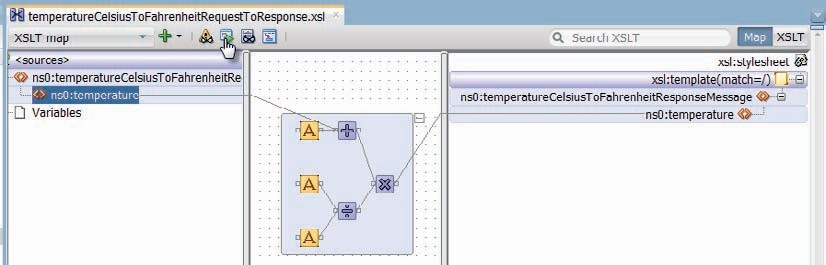 temperatureCelsiusToFahrenheitRequestToResponse.xsl
XSLT map
Search XSLT
Map XSLT
<sources>
xsl:stylesheet
ns0:temperatureCelsiusToFahrenheitRe
xsl:template(match=/)
ns0:temperature
ns0:temperatureCelsiusToFahrenheitResponseMessage
Variables
ns0:temperature
A
A
A